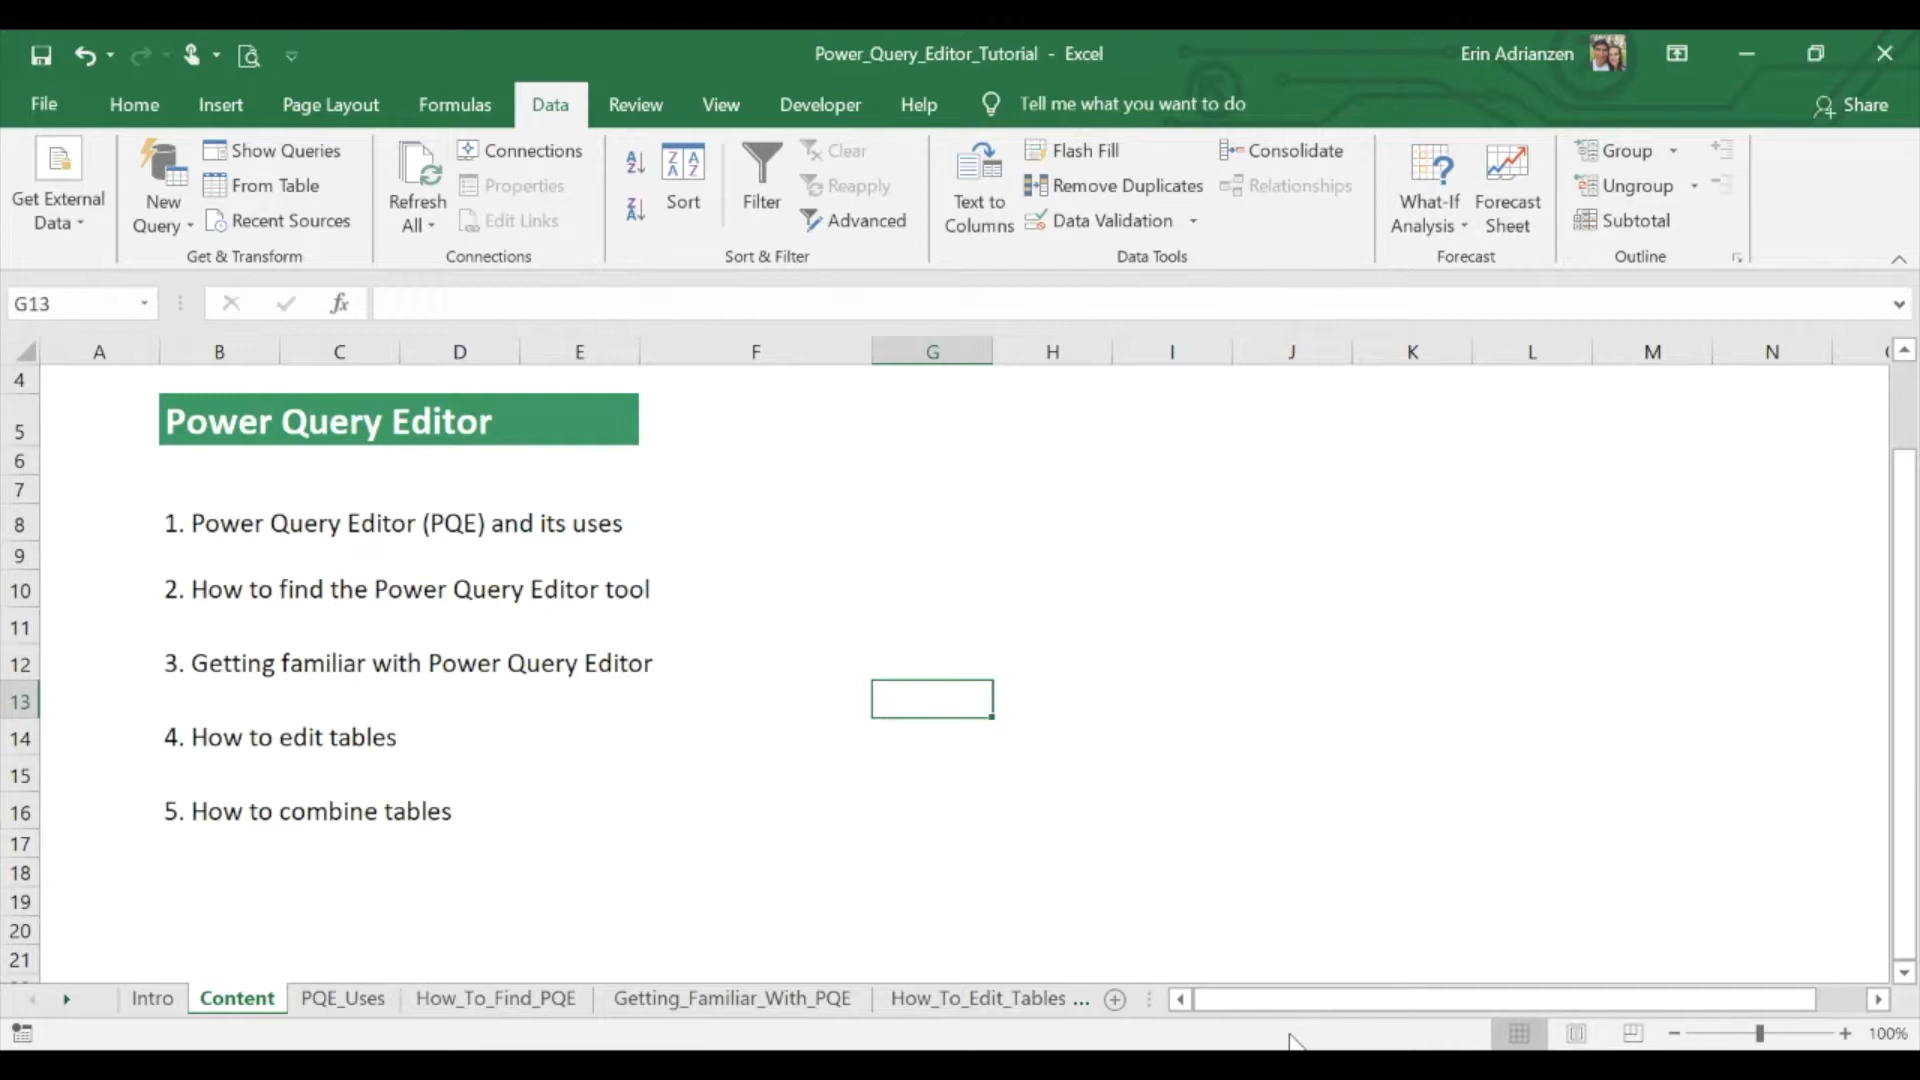 Power_Query_Editor_Tutorial - Excel
Erin Adrianzen
File Home Insert Page Layout Formulas Data Review View Developer Help Tell me what you want to do Share
Get External Data
New Query
Show Queries
From Table
Recent Sources
Get & Transform
Refresh All
Connections
Properties
Edit Links
Connections
Sort
Filter
Clear
Reapply
Advanced
Sort & Filter
Text to Columns
Flash Fill
Remove Duplicates
Data Validation
Consolidate
Relationships
Data Tools
What-If Analysis
Forecast Sheet
Forecast
Group
Ungroup
Subtotal
Outline
G13
fx
A B C D E F G H I J K L M N
4
5 Power Query Editor
6
7
8 1. Power Query Editor (PQE) and its uses
9
10 2. How to find the Power Query Editor tool
11
12 3. Getting familiar with Power Query Editor
13
14 4. How to edit tables
15
16 5. How to combine tables
17
18
19
20
21
Intro Content PQE_Uses How_To_Find_PQE Getting_Familiar_With_PQE How_To_Edit_Tables ...
100%